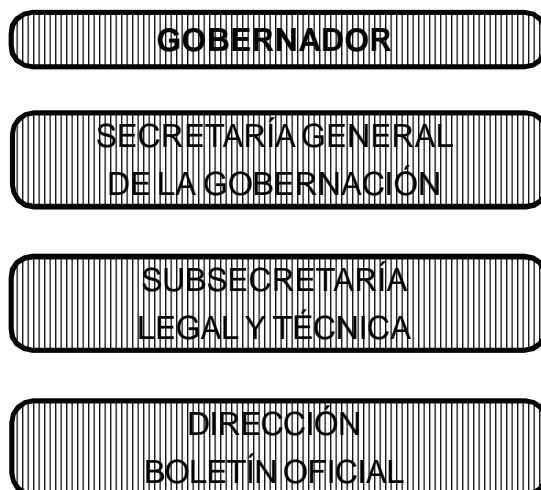 GOBERNADOR
SECRETARÍA GENERAL
DE LA GOBERNACIÓN
SUBSECRETARÍA
LEGAL Y TÉCNICA
DIRECCIÓN
BOLETÍN OFICIAL